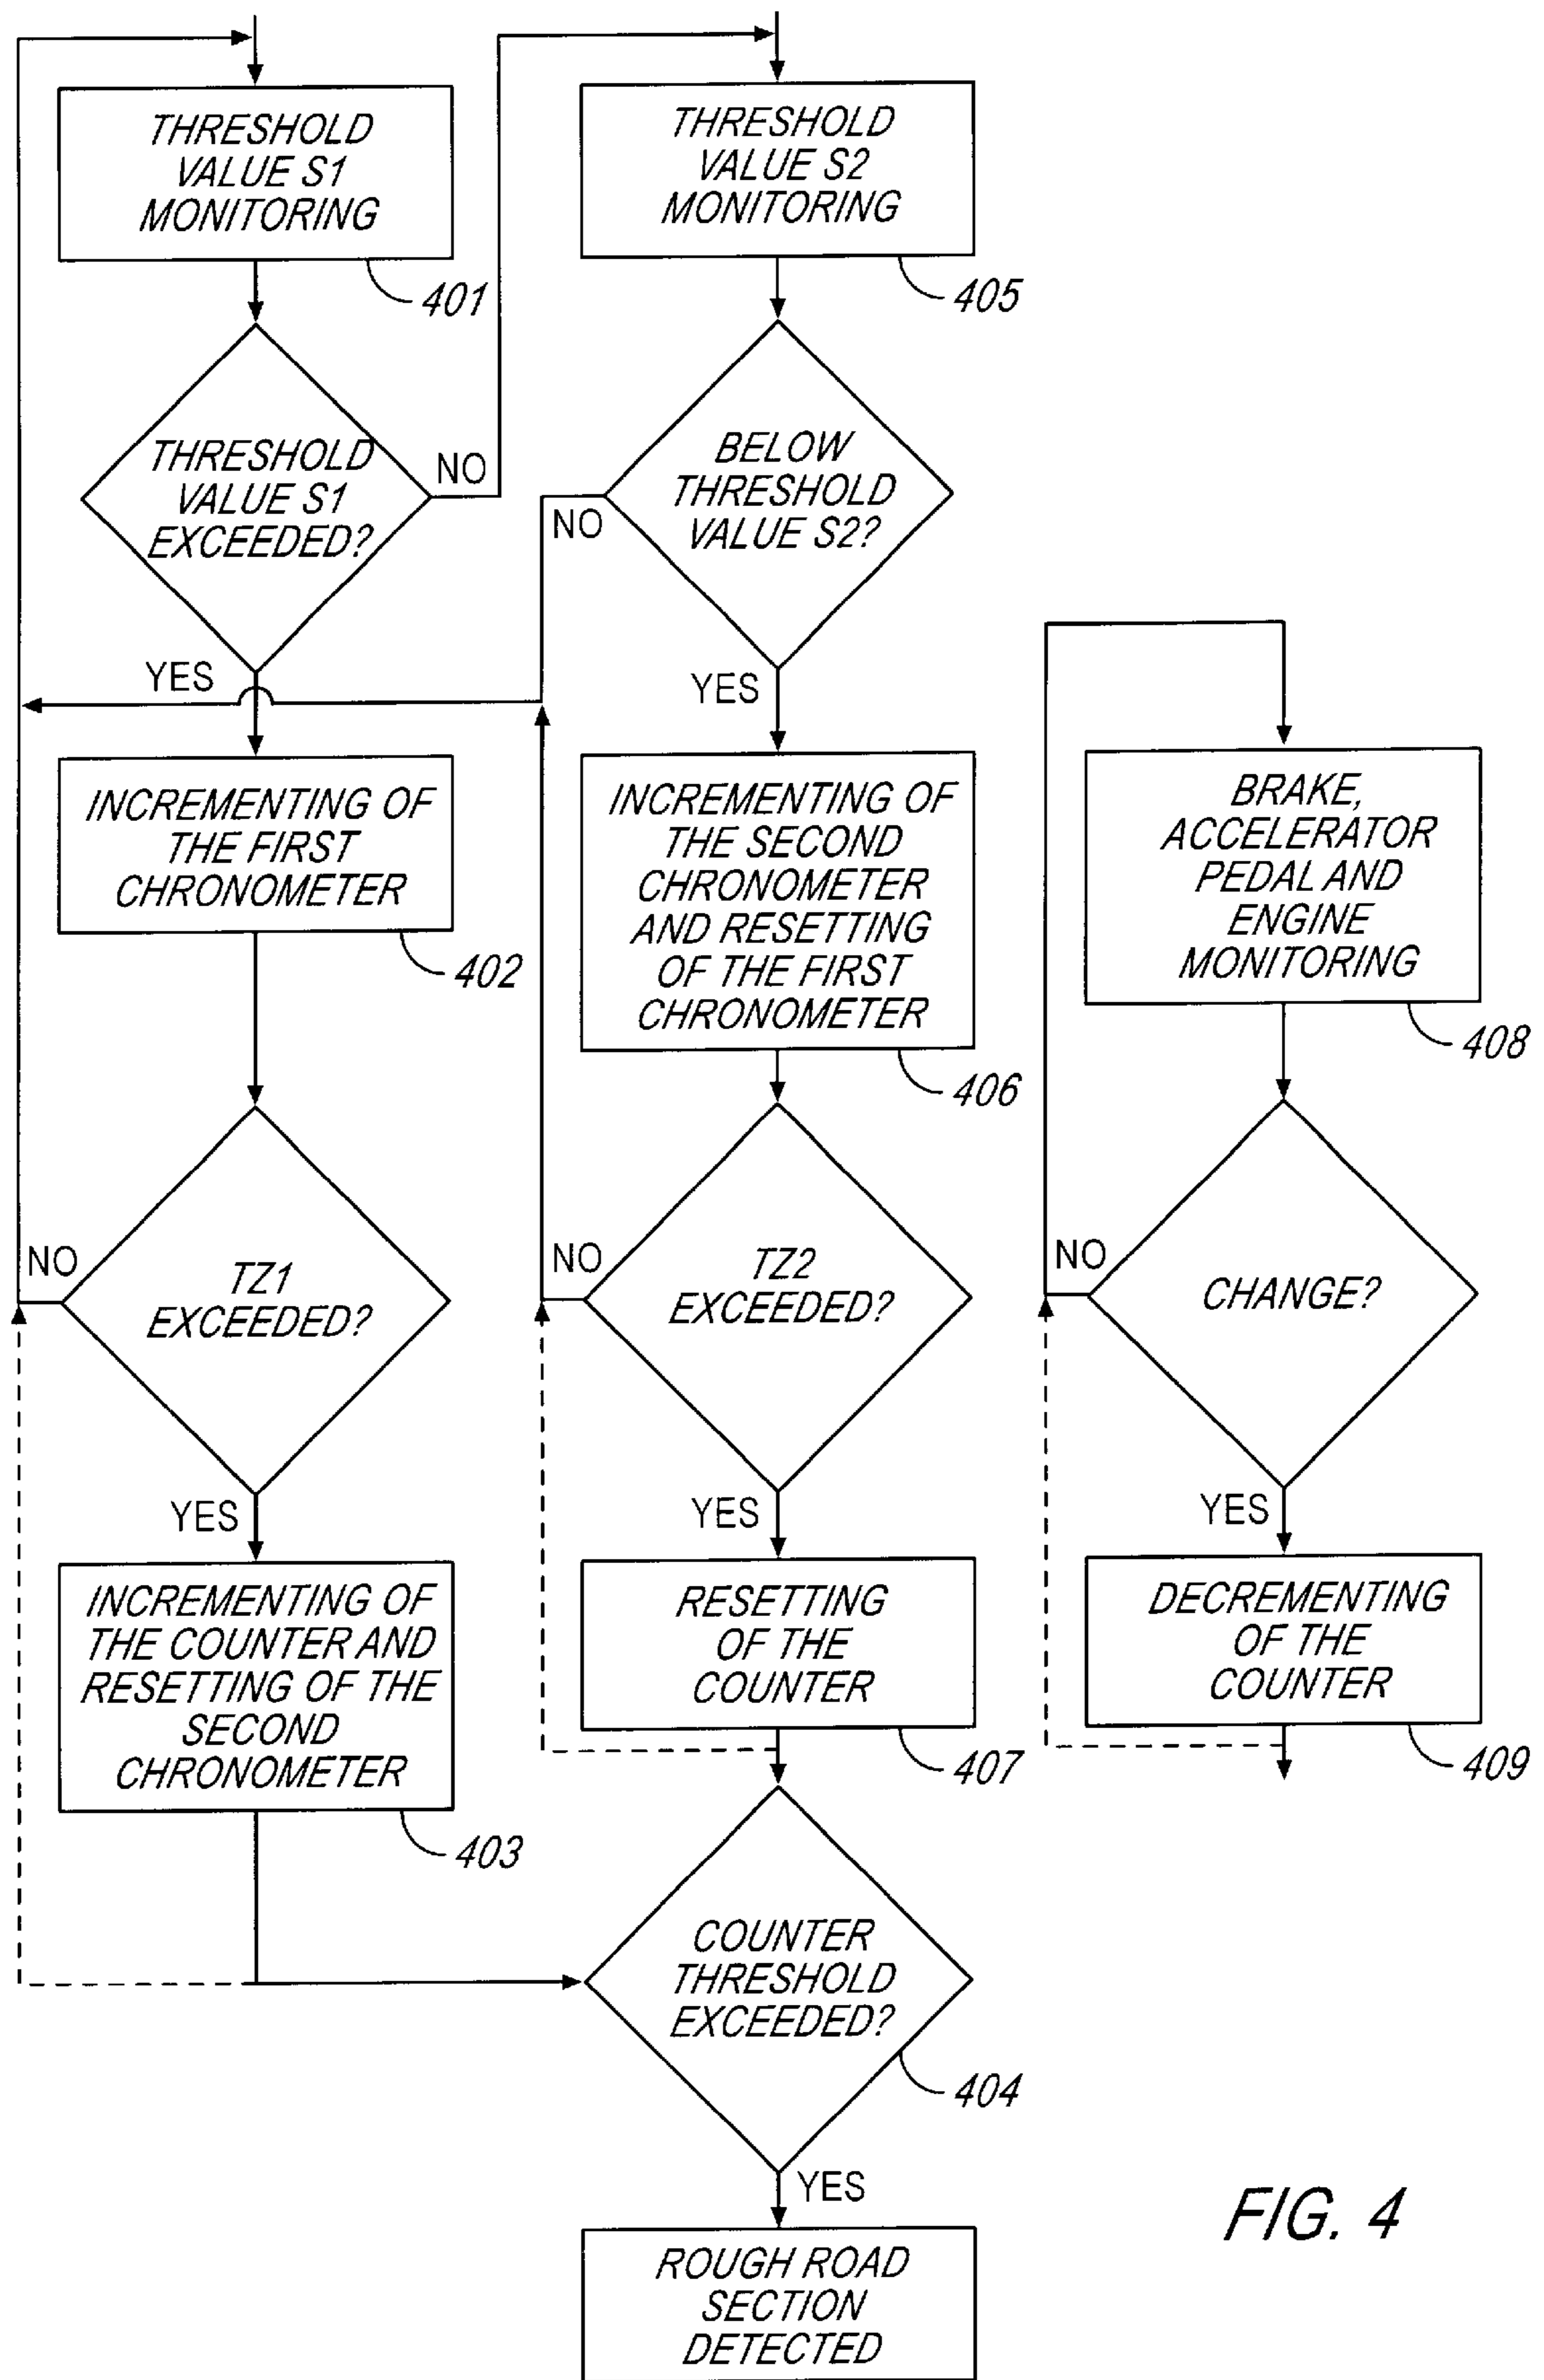 THRESHOLD
VALUE S1
MONITORING
401
THRESHOLD
VALUE S1
EXCEEDED?
NO
YES
INCREMENTING OF
THE FIRST
CHRONOMETER
402
TZ1
EXCEEDED?
NO
YES
INCREMENTING OF
THE COUNTER AND
RESETTING OF THE
SECOND
CHRONOMETER
403
THRESHOLD
VALUE S2
MONITORING
405
BELOW
THRESHOLD
VALUE S2?
NO
YES
INCREMENTING OF
THE SECOND
CHRONOMETER
AND RESETTING
OF THE FIRST
CHRONOMETER
406
TZ2
EXCEEDED?
NO
YES
RESETTING
OF THE
COUNTER
407
COUNTER
THRESHOLD
EXCEEDED?
404
YES
ROUGH ROAD
SECTION
DETECTED
BRAKE,
ACCELERATOR
PEDAL AND
ENGINE
MONITORING
408
CHANGE?
NO
YES
DECREMENTING
OF THE
COUNTER
409
FIG. 4